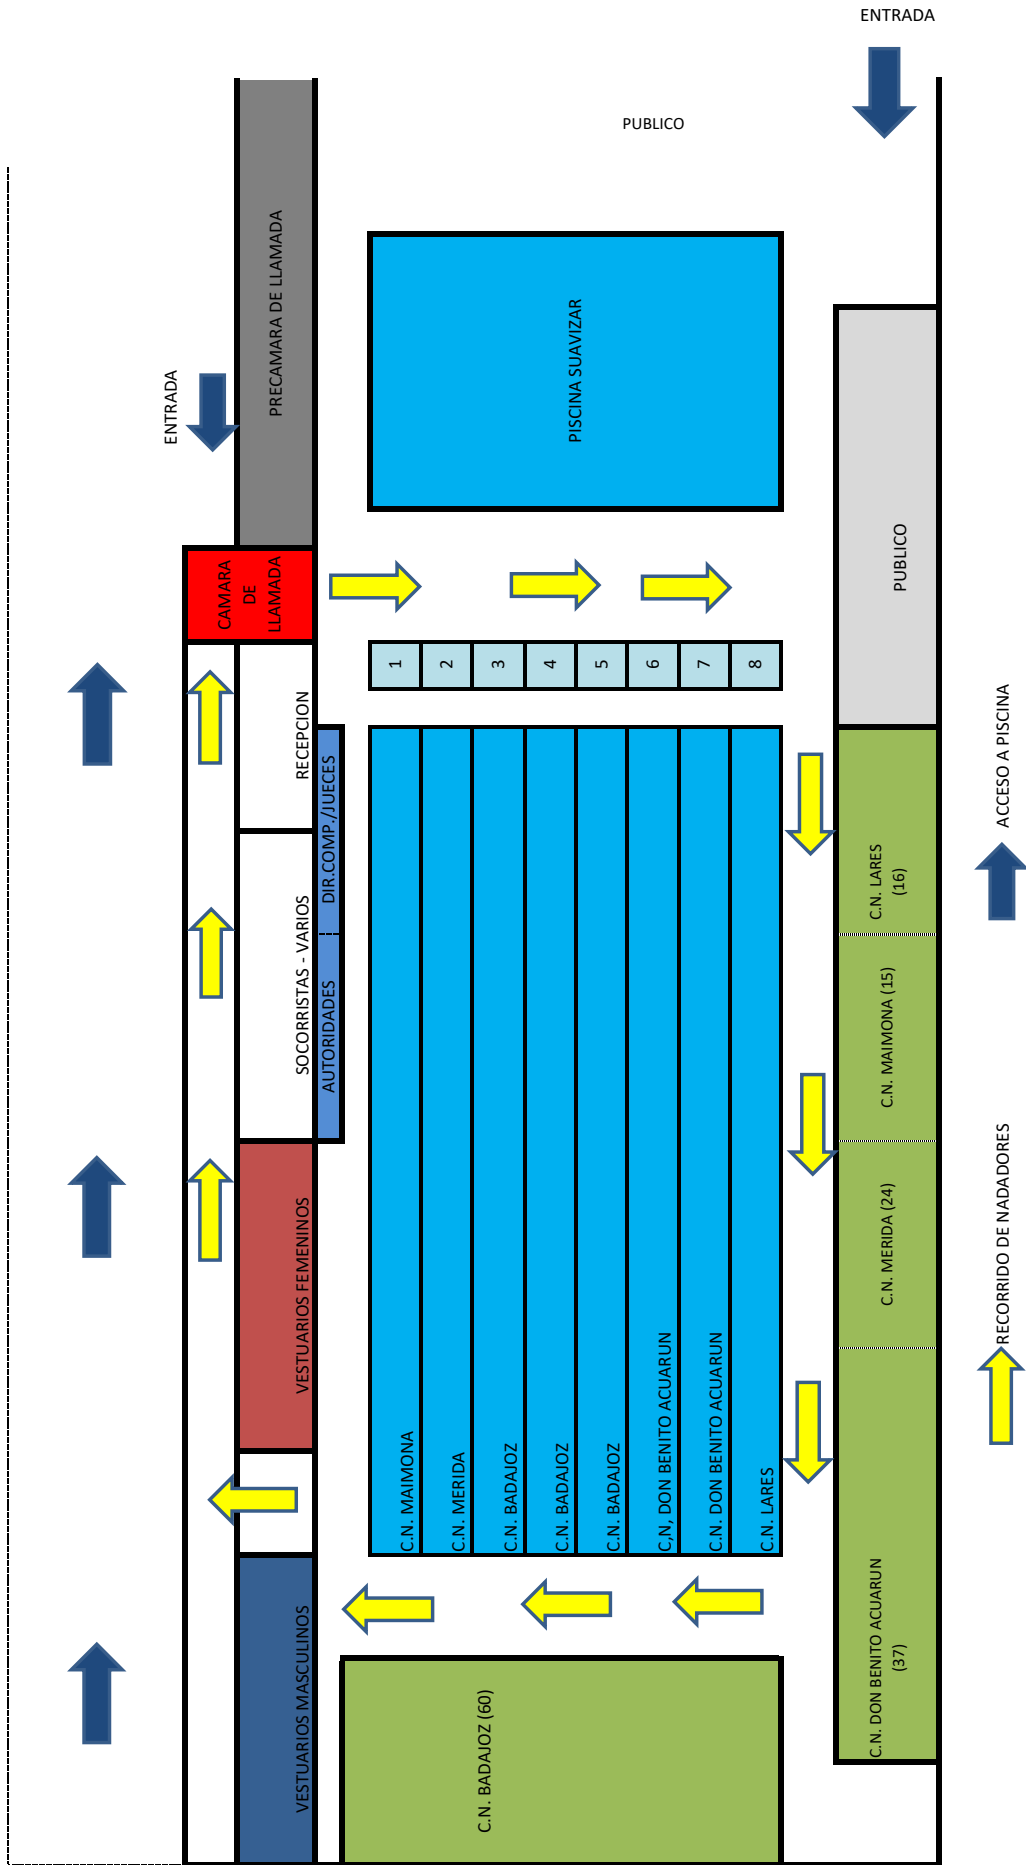 ENTRADA
PUBLICO
PRECAMARA DE LLAMADA
PISCINA SUAVIZAR
ENTRADA
PUBLICO
CAMARA
DE
LLAMADA
1
2
3
4
5
6
7
8
RECEPCION
DIR.COMP./JUECES
SOCORRISTAS - VARIOS
AUTORIDADES
VESTUARIOS FEMENINOS
VESTUARIOS MASCULINOS
C.N. MAIMONA
C.N. MERIDA
C.N. BADAJOZ
C.N. BADAJOZ
C.N. BADAJOZ
C,N, DON BENITO ACUARUN
C.N. DON BENITO ACUARUN
C.N. LARES
C.N. LARES
(16)
C.N. MAIMONA (15)
C.N. MERIDA (24)
C.N. DON BENITO ACUARUN
(37)
C.N. BADAJOZ (60)
ACCESO A PISCINA
RECORRIDO DE NADADORES